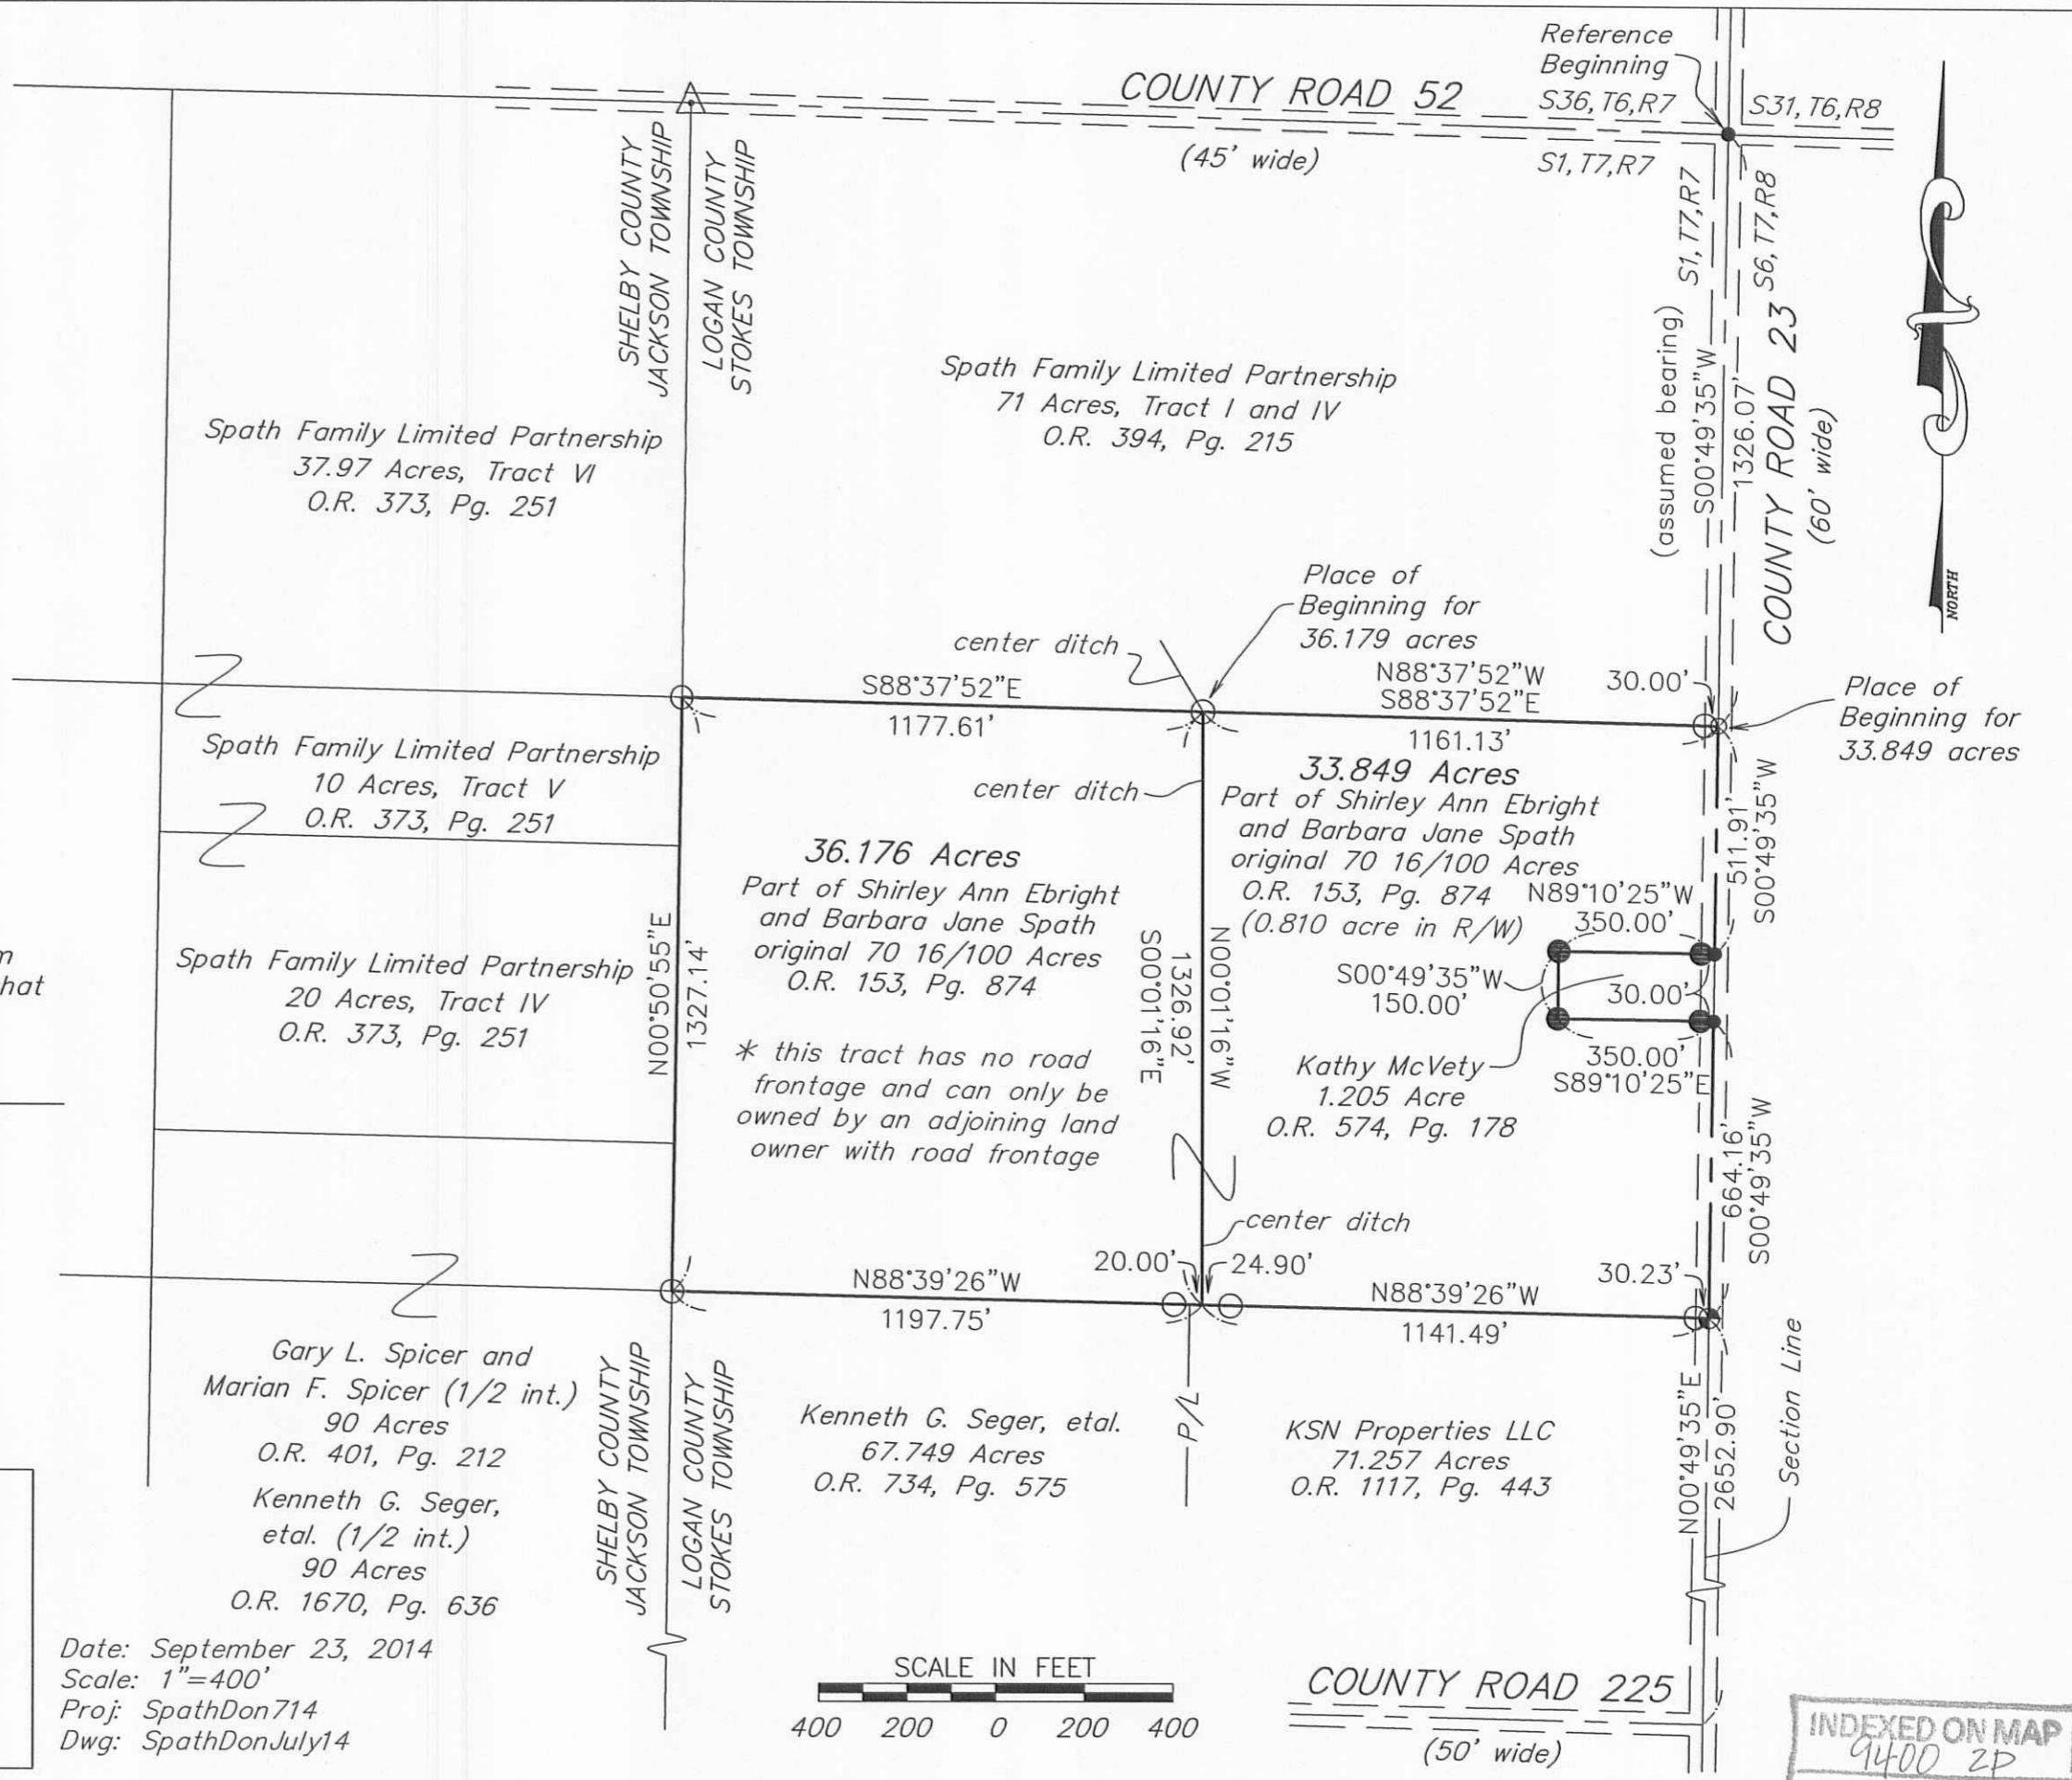 Reference
Beginning
S36, T6, R7
S31, T6, R8
COUNTY ROAD 52
(45' wide)
S1, T7, R7
SHELBY COUNTY
JACKSON TOWNSHIP
LOGAN COUNTY
STOKES TOWNSHIP
S1, T7, R7
S6, T7, R8
(assumed bearing)
S00°49'35"W
1326.07'
COUNTY ROAD 23
(60' wide)
NORTH
Spath Family Limited Partnership
71 Acres, Tract I and IV
O.R. 394, Pg. 215
Spath Family Limited Partnership
37.97 Acres, Tract VI
O.R. 373, Pg. 251
Place of
Beginning for
36.179 acres
center ditch
S88°37'52"E
1177.61'
N88°37'52"W
S88°37'52"E
1161.13'
30.00'
Place of
Beginning for
33.849 acres
Spath Family Limited Partnership
10 Acres, Tract V
O.R. 373, Pg. 251
center ditch
33.849 Acres
Part of Shirley Ann Ebright
and Barbara Jane Spath
original 70 16/100 Acres
O.R. 153, Pg. 874
(0.810 acre in R/W)
511.91'
S00°49'35"W
36.176 Acres
Part of Shirley Ann Ebright
and Barbara Jane Spath
original 70 16/100 Acres
O.R. 153, Pg. 874
N89°10'25"W
350.00'
S00°49'35"W
150.00'
30.00'
350.00'
S89°10'25"E
hat
Spath Family Limited Partnership
20 Acres, Tract IV
O.R. 373, Pg. 251
N00°50'55"E
1327.14'
* this tract has no road
frontage and can only be
owned by an adjoining land
owner with road frontage
S00°01'16"E
1326.92'
N00°01'16"W
Kathy McVety
1.205 Acre
O.R. 574, Pg. 178
664.16'
S00°49'35"W
center ditch
20.00'
24.90'
30.23'
N88°39'26"W
1197.75'
N88°39'26"W
1141.49'
Gary L. Spicer and
Marian F. Spicer (1/2 int.)
90 Acres
O.R. 401, Pg. 212
Kenneth G. Seger,
etal. (1/2 int.)
90 Acres
O.R. 1670, Pg. 636
SHELBY COUNTY
JACKSON TOWNSHIP
LOGAN COUNTY
STOKES TOWNSHIP
Kenneth G. Seger, etal.
67.749 Acres
O.R. 734, Pg. 575
P/L
KSN Properties LLC
71.257 Acres
O.R. 1117, Pg. 443
N00°49'35"E
2652.90'
Section Line
Date: September 23, 2014
Scale: 1"=400'
Proj: SpathDon714
Dwg: SpathDonJuly14
SCALE IN FEET
400 200 0 200 400
COUNTY ROAD 225
(50' wide)
INDEXED ON MAP
9400 2P